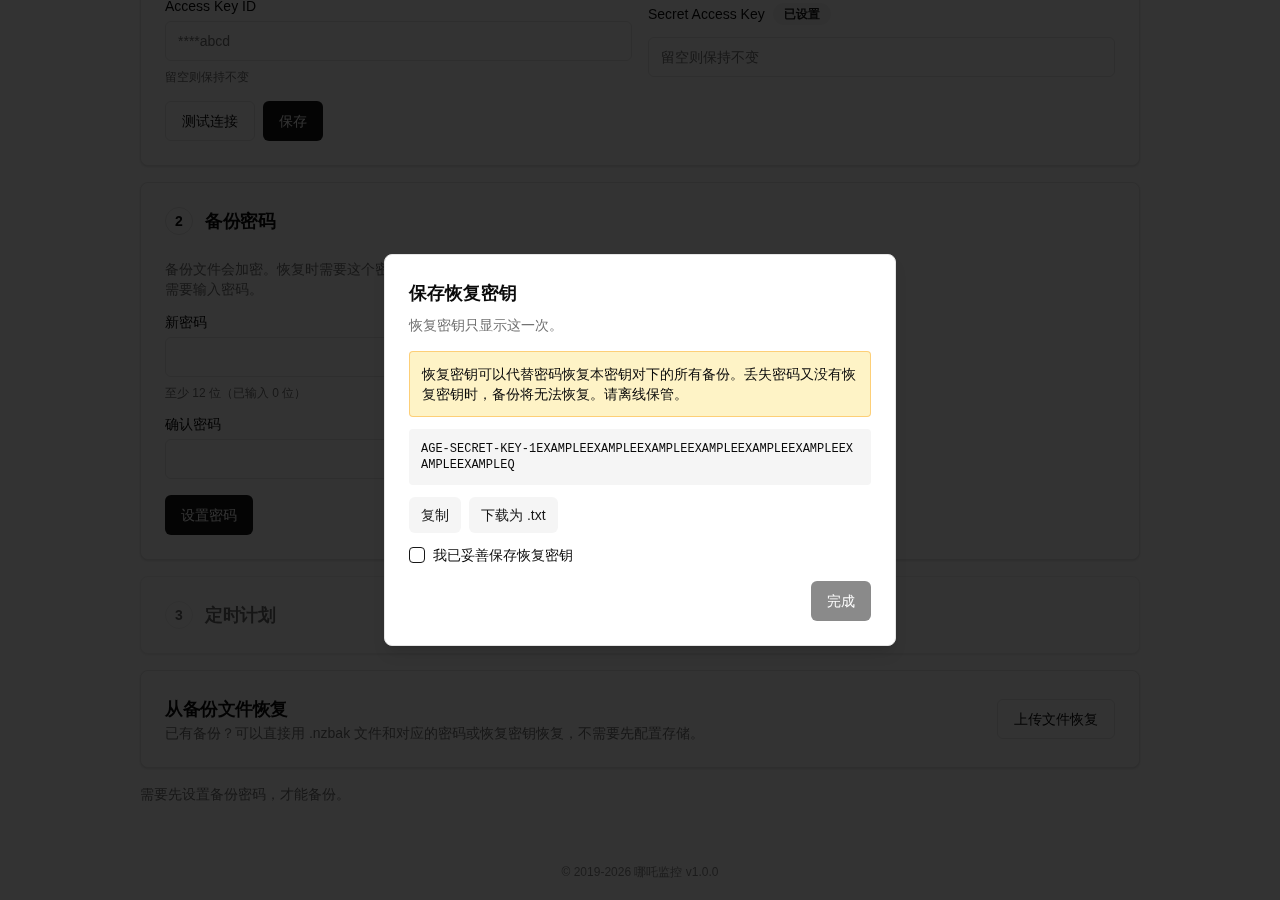 Access Key ID
Secret Access Key 已设置
****abcd
留空则保持不变
留空则保持不变
测试连接 保存
2 备份密码
备份文件会加密。恢复时需要这个密
需要输入密码。
新密码
至少 12 位（已输入 0 位）
确认密码
设置密码
保存恢复密钥
恢复密钥只显示这一次。
恢复密钥可以代替密码恢复本密钥对下的所有备份。丢失密码又没有恢
复密钥时，备份将无法恢复。请离线保管。
AGE-SECRET-KEY-1EXAMPLEEXAMPLEEXAMPLEEXAMPLEEXAMPLEEXAMPLEEX
AMPLEEXAMPLEQ
复制 下载为 .txt
我已妥善保存恢复密钥
完成
3 定时计划
从备份文件恢复
已有备份？可以直接用 .nzbak 文件和对应的密码或恢复密钥恢复，不需要先配置存储。
上传文件恢复
需要先设置备份密码，才能备份。
© 2019-2026 哪吒监控 v1.0.0